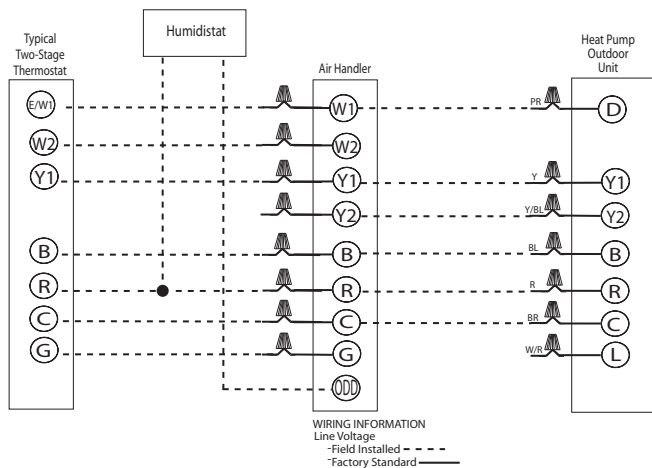 Typical
Two-Stage
Thermostat
Humidistat
Air Handler
Heat Pump
Outdoor
Unit
E/W1
W1
PR
D
W2
W2
Y1
Y1
Y
Y1
Y2
Y/BL
Y2
B
B
BL
B
R
R
R
R
C
C
BR
C
G
G
W/R
L
ODD
WIRING INFORMATION
Line Voltage
-Field Installed
-Factory Standard